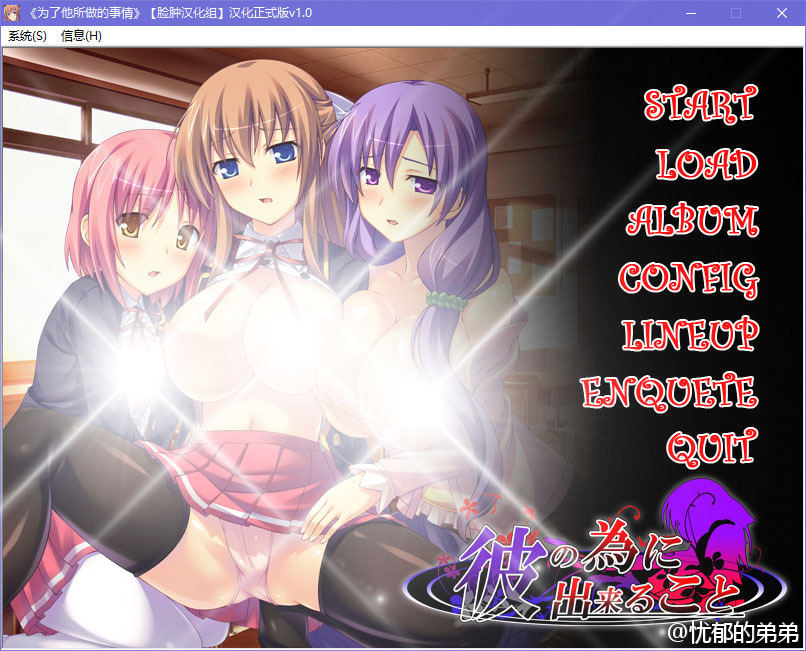 《为了他所做的事情》【脸肿汉化组】汉化正式版v1.0
系统(S) 信息(H)
START
LOAD
ALBUM
CONFIG
LINEUP
ENQUETE
QUIT
彼の為に
出来ること
@忧郁的弟弟